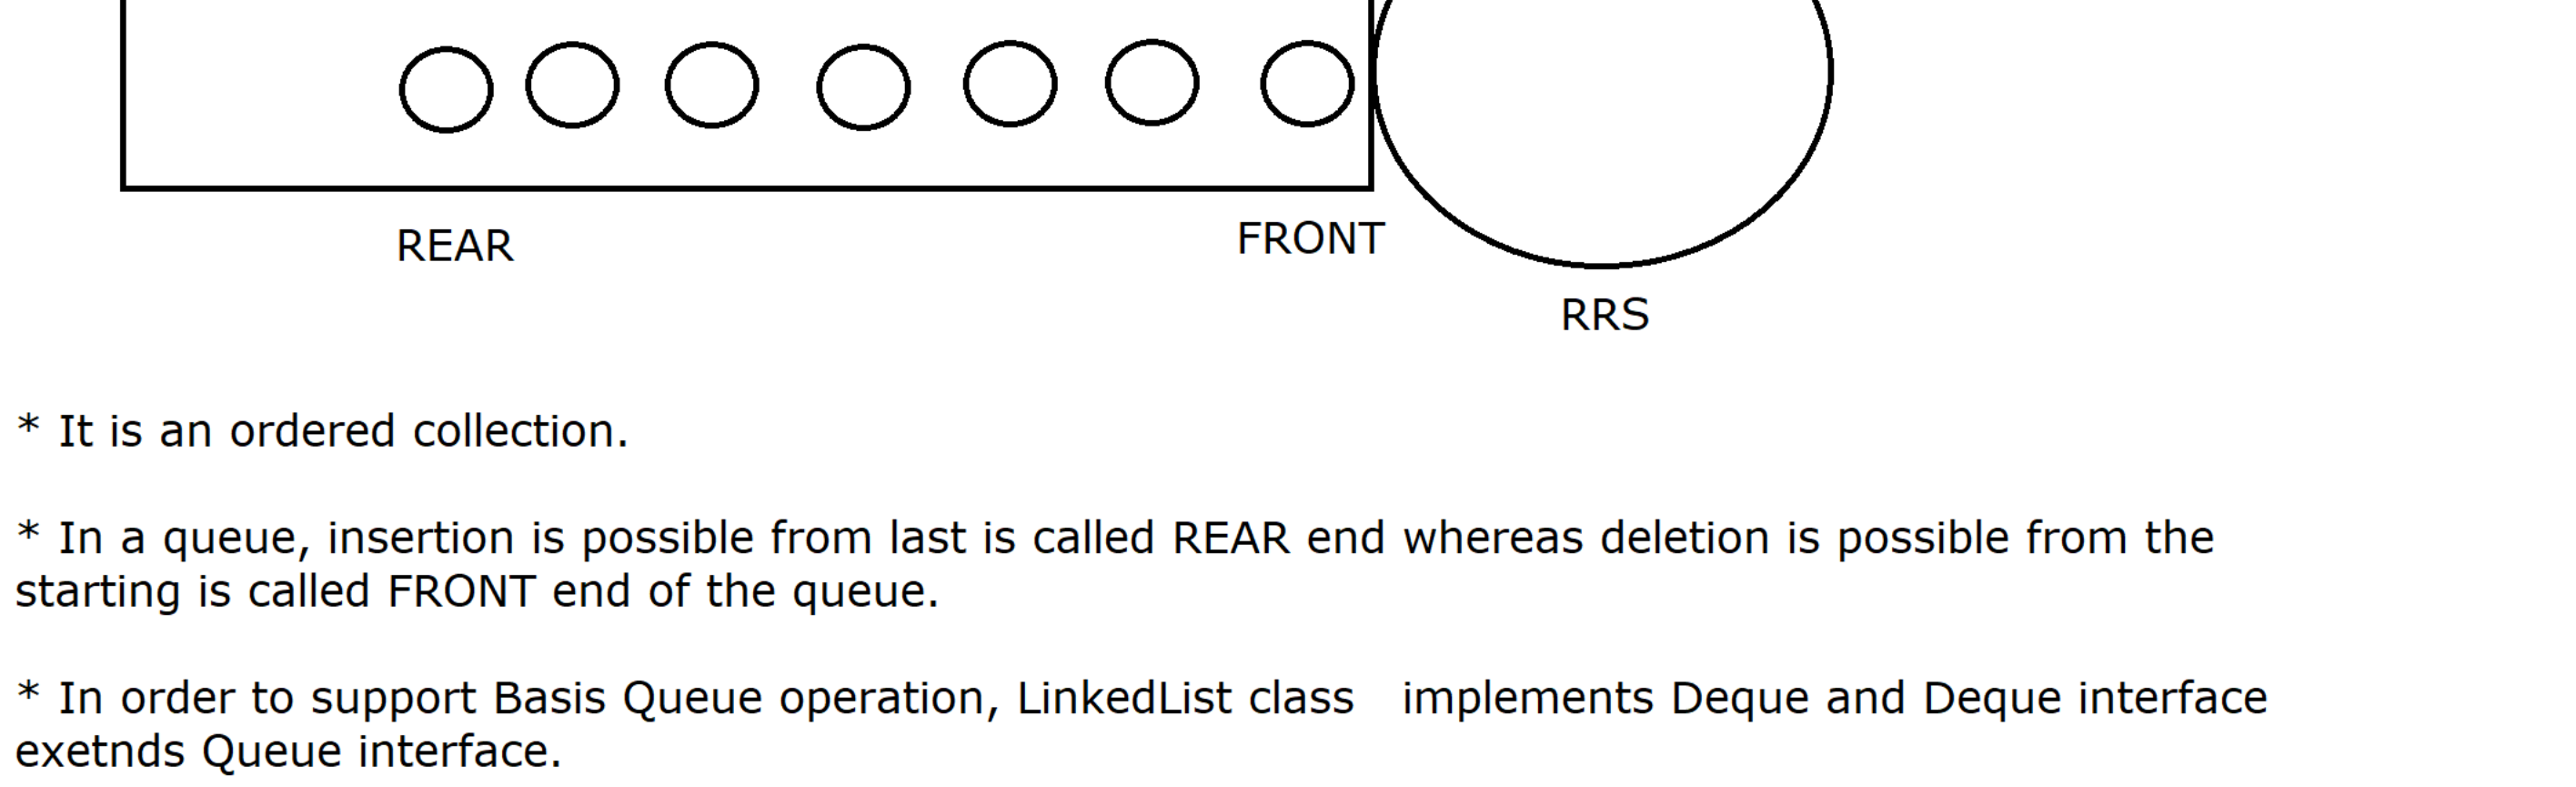 REAR
FRONT
RRS
* It is an ordered collection.
* In a queue, insertion is possible from last is called REAR end whereas deletion is possible from the
starting is called FRONT end of the queue.
* In order to support Basis Queue operation, LinkedList class   implements Deque and Deque interface
exetnds Queue interface.